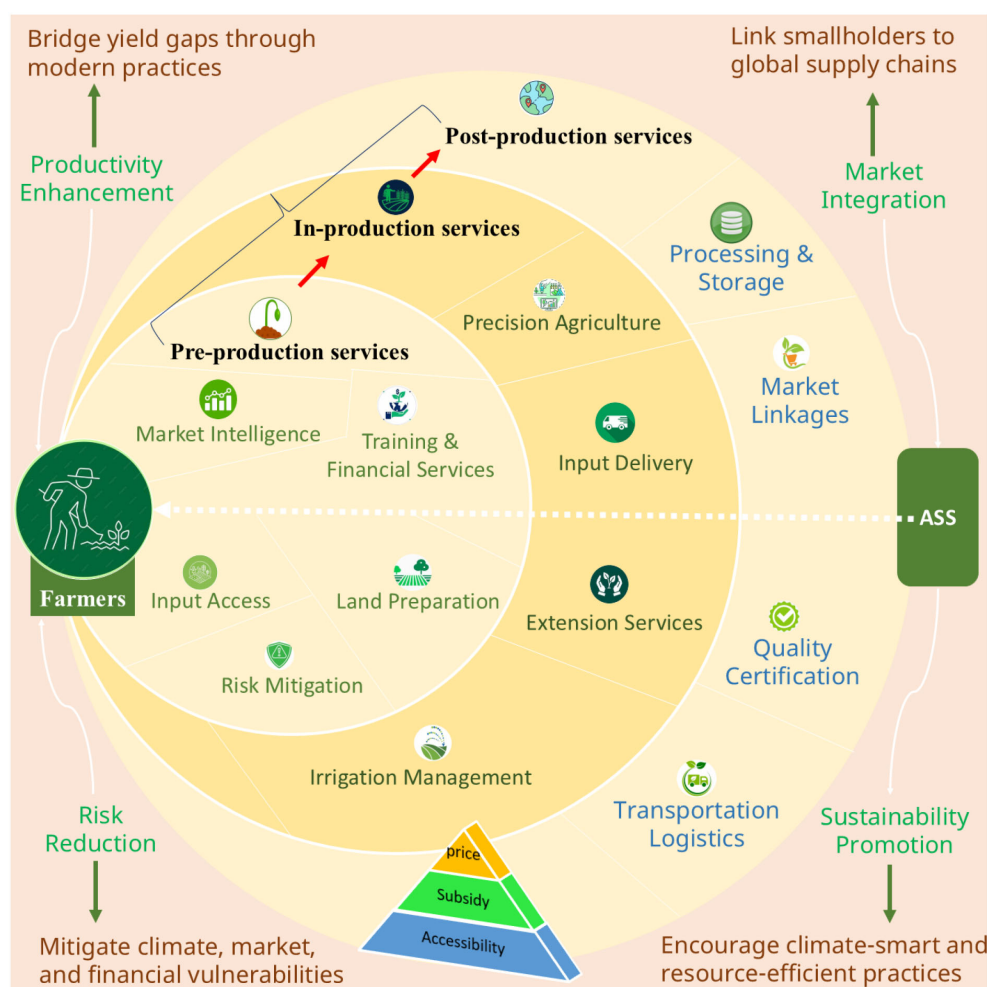 Bridge yield gaps through
modern practices
Link smallholders to
global supply chains
Productivity
Enhancement
Market
Integration
Post-production services
In-production services
Pre-production services
Processing &
Storage
Precision Agriculture
Market
Linkages
Market Intelligence
Training &
Financial Services
Input Delivery
ASS
Farmers
Input Access
Land Preparation
Extension Services
Risk Mitigation
Quality
Certification
Irrigation Management
Transportation
Logistics
Risk
Reduction
Sustainability
Promotion
price
Subsidy
Accessibility
Mitigate climate, market,
and financial vulnerabilities
Encourage climate-smart and
resource-efficient practices